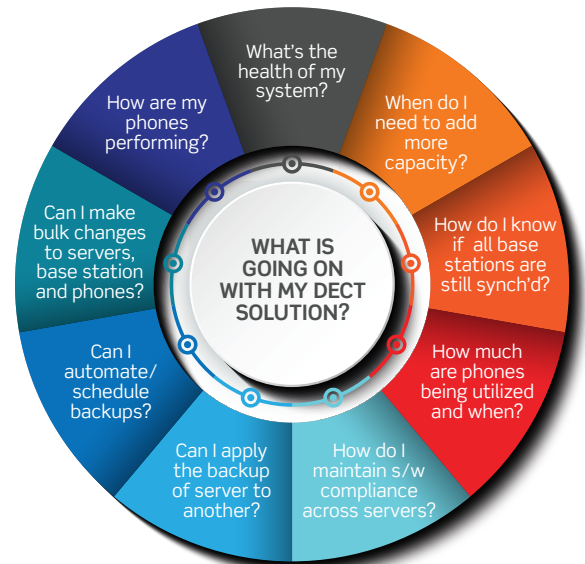 What's the
health of my
system?
When do I
need to add
more
capacity?
How do I know
if all base
stations are
still synch'd?
How much
are phones
being utilized
and when?
How do I
maintain s/w
compliance
across servers?
Can I apply
the backup
of server to
another?
Can I
automate/
schedule
backups?
Can I make
bulk changes
to servers,
base station
and phones?
How are my
phones
performing?
WHAT IS
GOING ON
WITH MY DECT
SOLUTION?